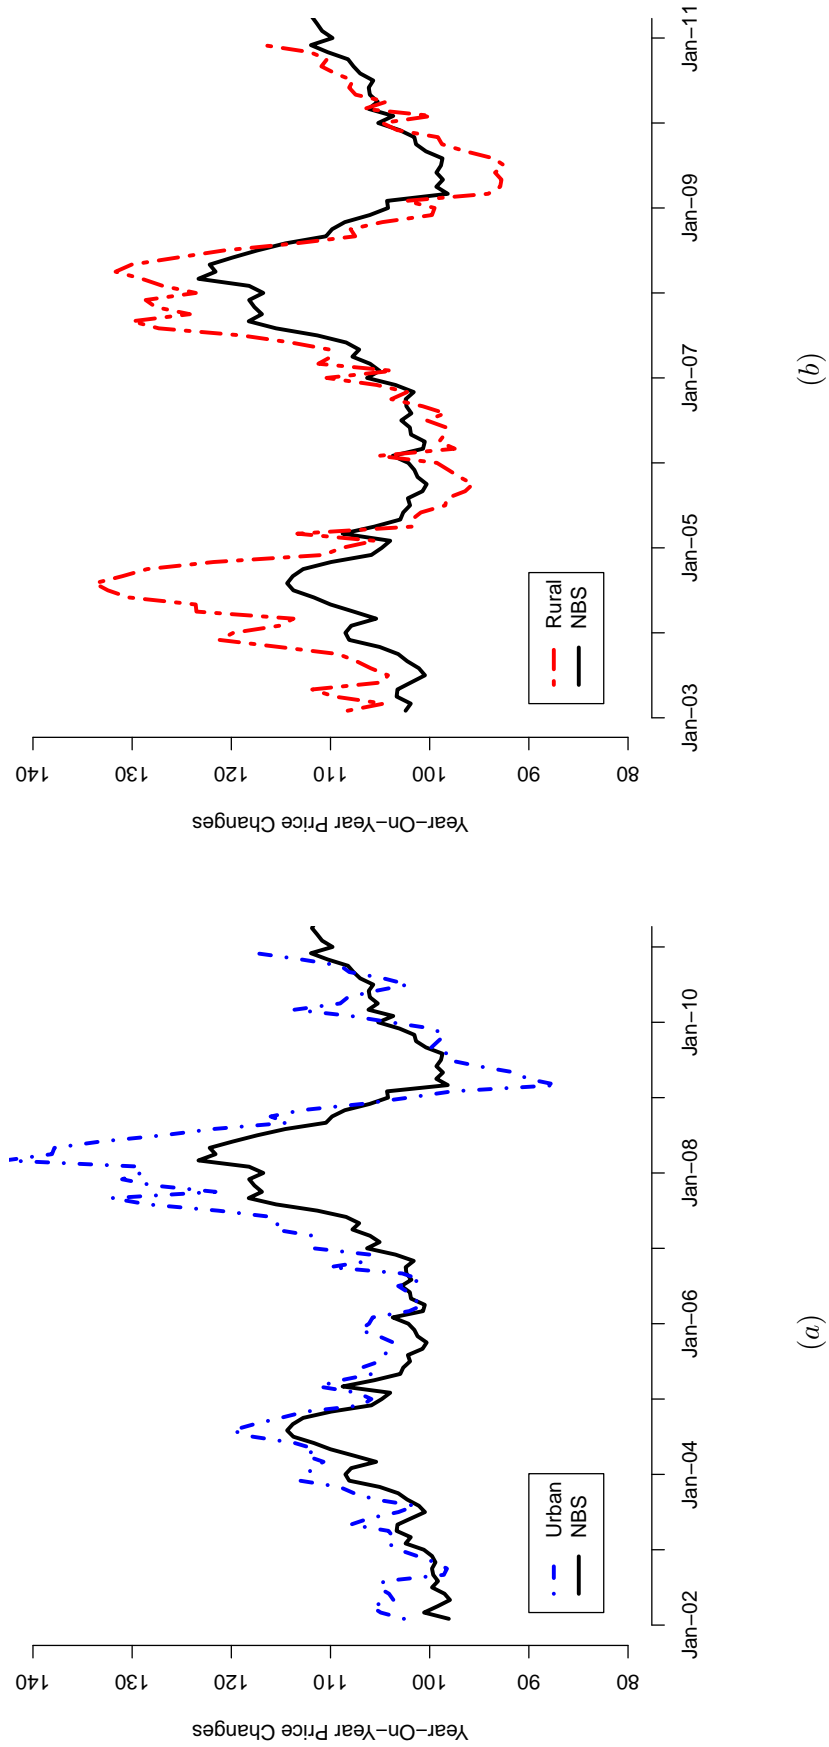 Year−On−Year Price Changes
140
130
120
110
100
90
80
Jan−02
Jan−04
Jan−06
Jan−08
Jan−10
Urban
NBS
(a)
Year−On−Year Price Changes
140
130
120
110
100
90
80
Jan−03
Jan−05
Jan−07
Jan−09
Jan−11
Rural
NBS
(b)